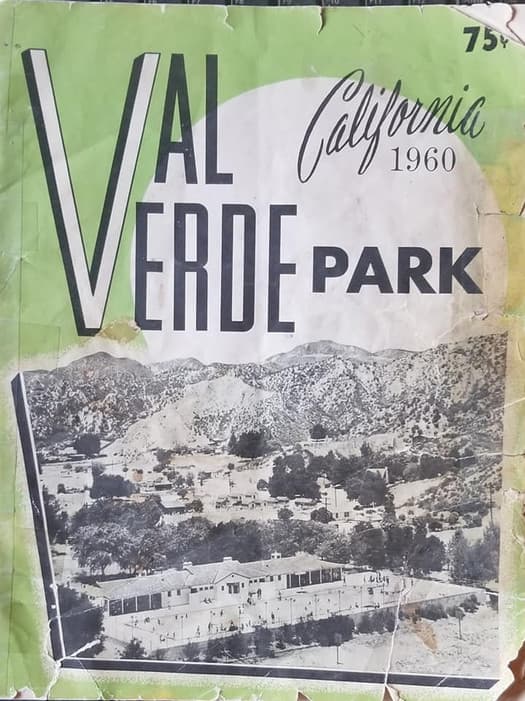 75¢
California
1960
VAL
VERDE PARK